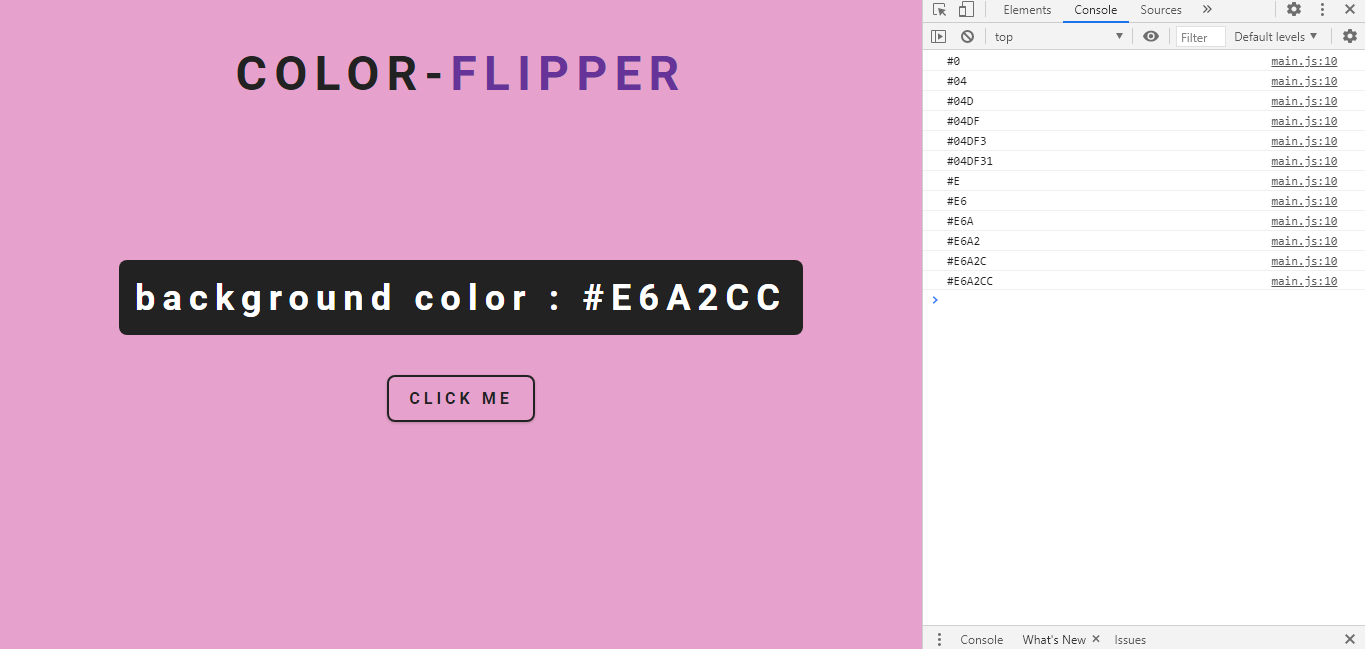 COLOR-FLIPPER
background color : #E6A2CC
CLICK ME
Elements Console Sources »
top Filter Default levels
#0 main.js:10
#04 main.js:10
#04D main.js:10
#04DF main.js:10
#04DF3 main.js:10
#04DF31 main.js:10
#E main.js:10
#E6 main.js:10
#E6A main.js:10
#E6A2 main.js:10
#E6A2C main.js:10
#E6A2CC main.js:10
Console What's New Issues